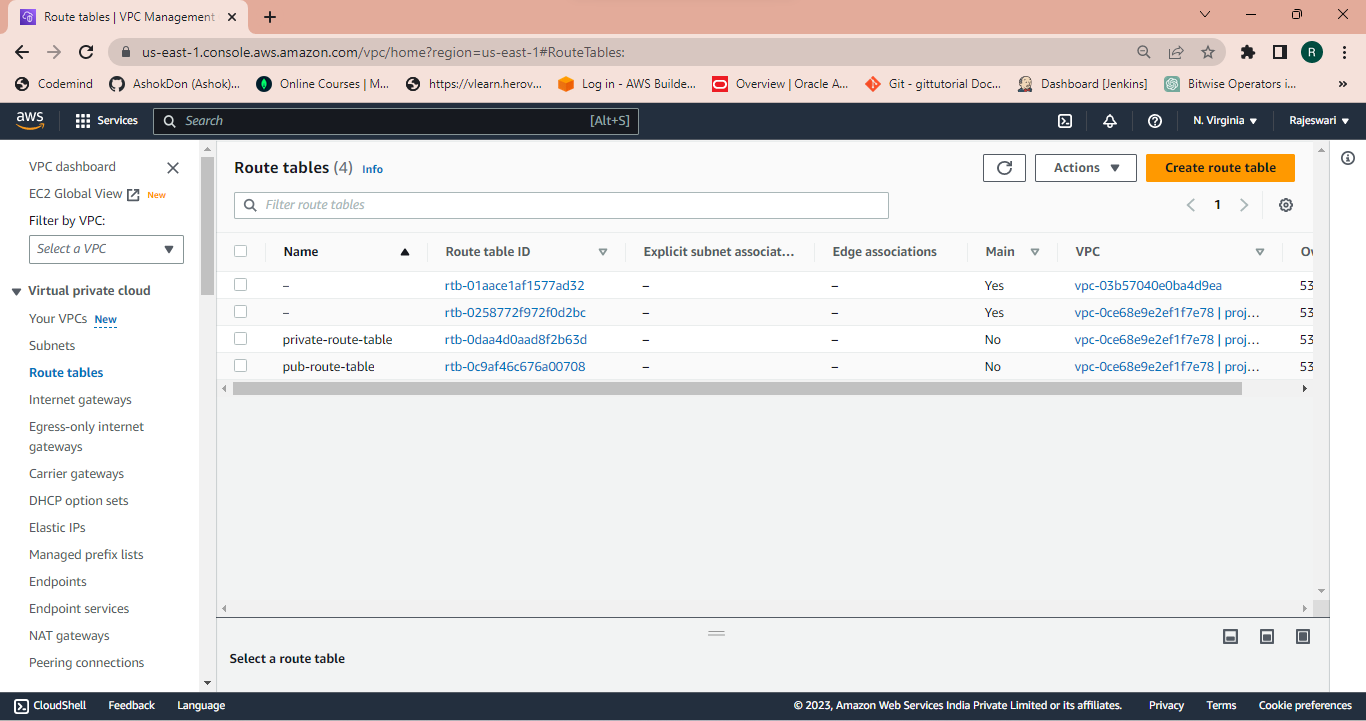 Route tables | VPC Management
us-east-1.console.aws.amazon.com/vpc/home?region=us-east-1#RouteTables:
R
Codemind
AshokDon (Ashok)...
Online Courses | M...
https://vlearn.herov...
Log in - AWS Builde...
Overview | Oracle A...
Git - gittutorial Doc...
Dashboard [Jenkins]
Bitwise Operators i...
»
aws
Services
Search
[Alt+S]
N. Virginia
Rajeswari
VPC dashboard
EC2 Global View
New
Filter by VPC:
Select a VPC
Virtual private cloud
Your VPCs New
Subnets
Route tables
Internet gateways
Egress-only internet
gateways
Carrier gateways
DHCP option sets
Elastic IPs
Managed prefix lists
Endpoints
Endpoint services
NAT gateways
Peering connections
Route tables (4) Info
Actions
Create route table
Filter route tables
1
Name Route table ID Explicit subnet associat... Edge associations Main VPC
– rtb-01aace1af1577ad32 – – Yes vpc-03b57040e0ba4d9ea 53
– rtb-0258772f972f0d2bc – – Yes vpc-0ce68e9e2ef1f7e78 | proj... 53
private-route-table rtb-0daa4d0aad8f2b63d – – No vpc-0ce68e9e2ef1f7e78 | proj... 53
pub-route-table rtb-0c9af46c676a00708 – – No vpc-0ce68e9e2ef1f7e78 | proj... 53
Select a route table
CloudShell
Feedback
Language
© 2023, Amazon Web Services India Private Limited or its affiliates.
Privacy
Terms
Cookie preferences